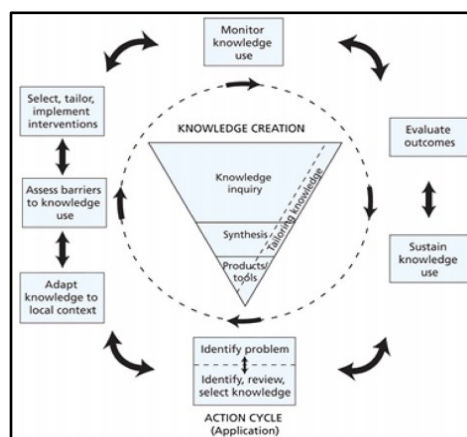 Monitor
knowledge
use
Select, tailor,
implement
interventions
KNOWLEDGE CREATION
Evaluate
outcomes
Knowledge
inquiry
Tailoring knowledge
Assess barriers
to knowledge
use
Synthesis
Products/
tools
Sustain
knowledge
use
Adapt
knowledge to
local context
Identify problem
Identify, review,
select knowledge
ACTION CYCLE
(Application)